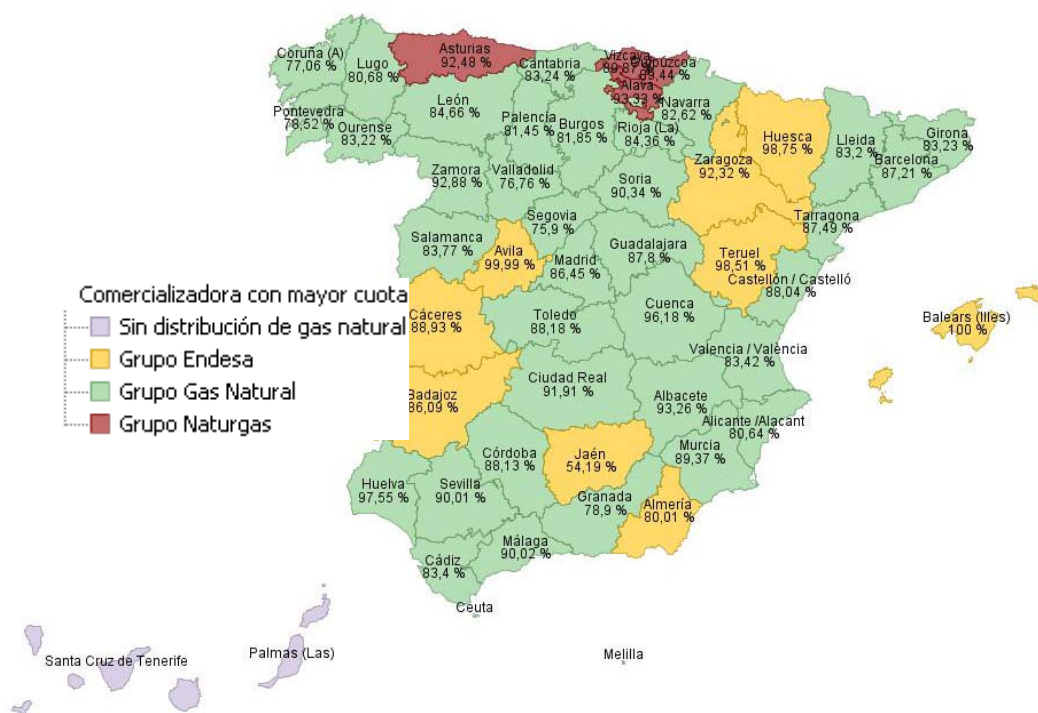 Asturias
92,48 %
Coruña (A)
77,06 %
Lugo
80,68 %
Cantabria
83,24 %
Vizcaya
89,87 %
Guipúzcoa
89,44 %
Alava
93,33 %
Navarra
82,62 %
Pontevedra
78,52 %
Ourense
83,22 %
León
84,66 %
Palencia
81,45 %
Burgos
81,85 %
Rioja (La)
84,36 %
Huesca
98,75 %
Lleida
83,2 %
Girona
83,23 %
Barcelona
87,21 %
Zaragoza
92,32 %
Zamora
92,88 %
Valladolid
76,76 %
Soria
90,34 %
Segovia
75,9 %
Tarragona
87,49 %
Salamanca
83,77 %
Avila
99,99 %
Madrid
86,45 %
Guadalajara
87,8 %
Teruel
98,51 %
Castellón / Castelló
88,04 %
Comercializadora con mayor cuota
Sin distribución de gas natural
Grupo Endesa
Grupo Gas Natural
Grupo Naturgas
Cáceres
88,93 %
Toledo
88,18 %
Cuenca
96,18 %
Balears (Illes)
100 %
Valencia / València
83,42 %
Badajoz
86,09 %
Ciudad Real
91,91 %
Albacete
93,26 %
Alicante /Alacant
80,64 %
Córdoba
88,13 %
Jaén
54,19 %
Murcia
89,37 %
Huelva
97,55 %
Sevilla
90,01 %
Granada
78,9 %
Almería
80,01 %
Málaga
90,02 %
Cádiz
83,4 %
Ceuta
Melilla
Palmas (Las)
Santa Cruz de Tenerife